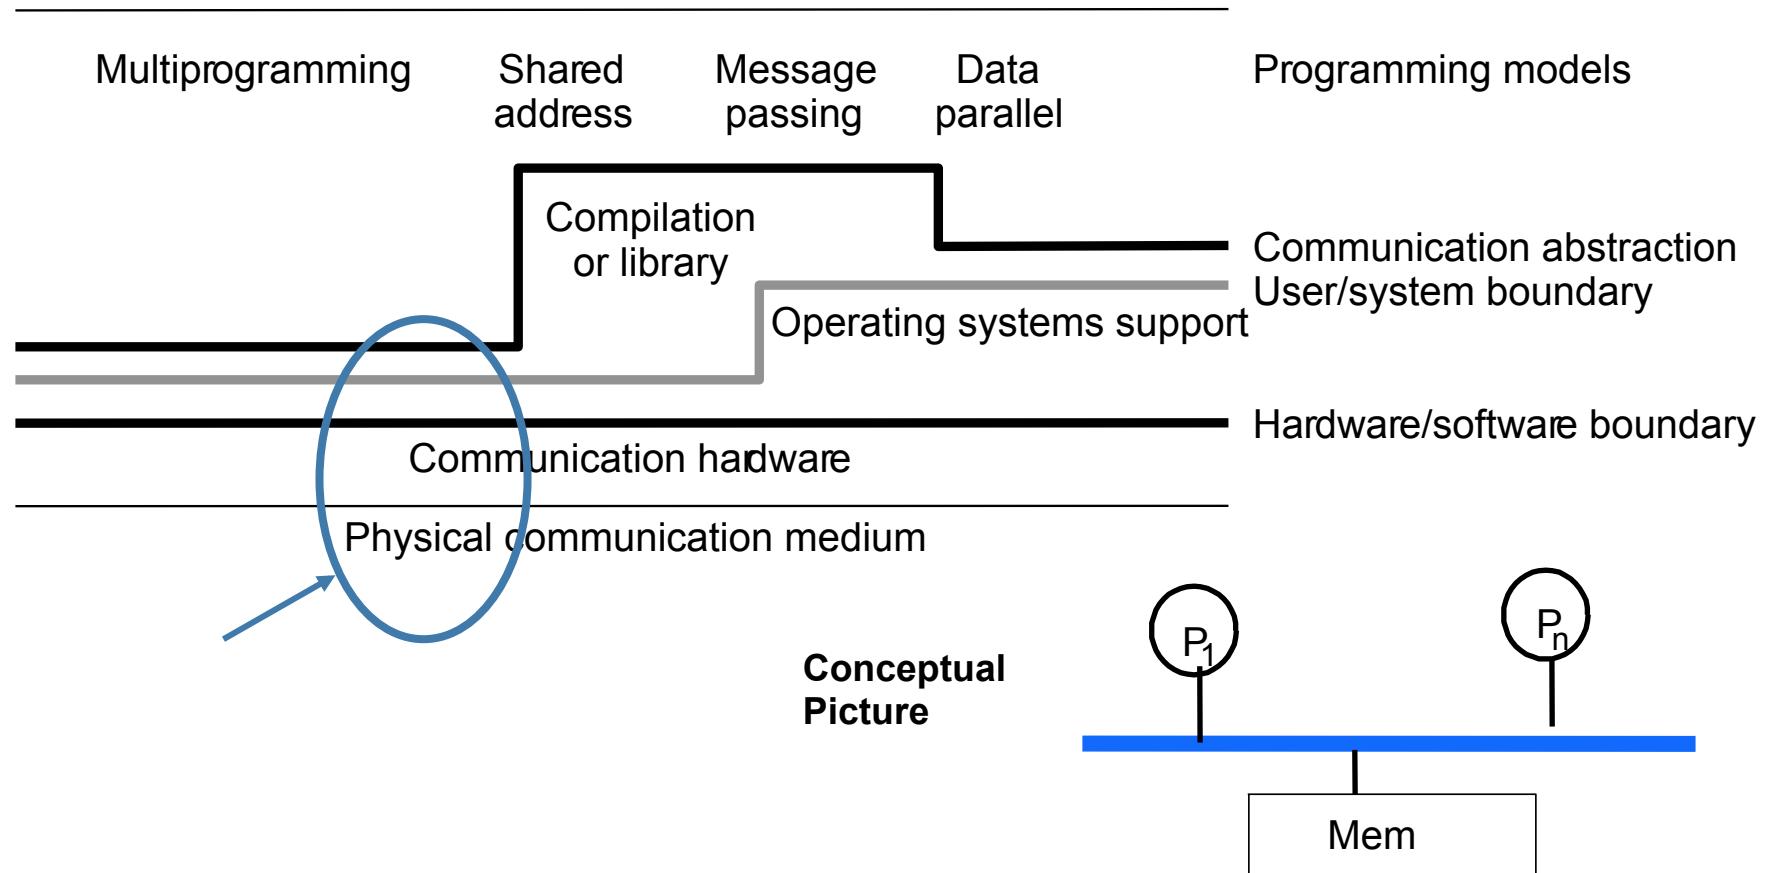 Multiprogramming Shared Message Data Programming models
address passing parallel
Compilation
or library
Communication abstraction
User/system boundary
Operating systems support
Hardware/software boundary
Communication hardware
Physical communication medium
Conceptual
Picture
P1
Pn
Mem